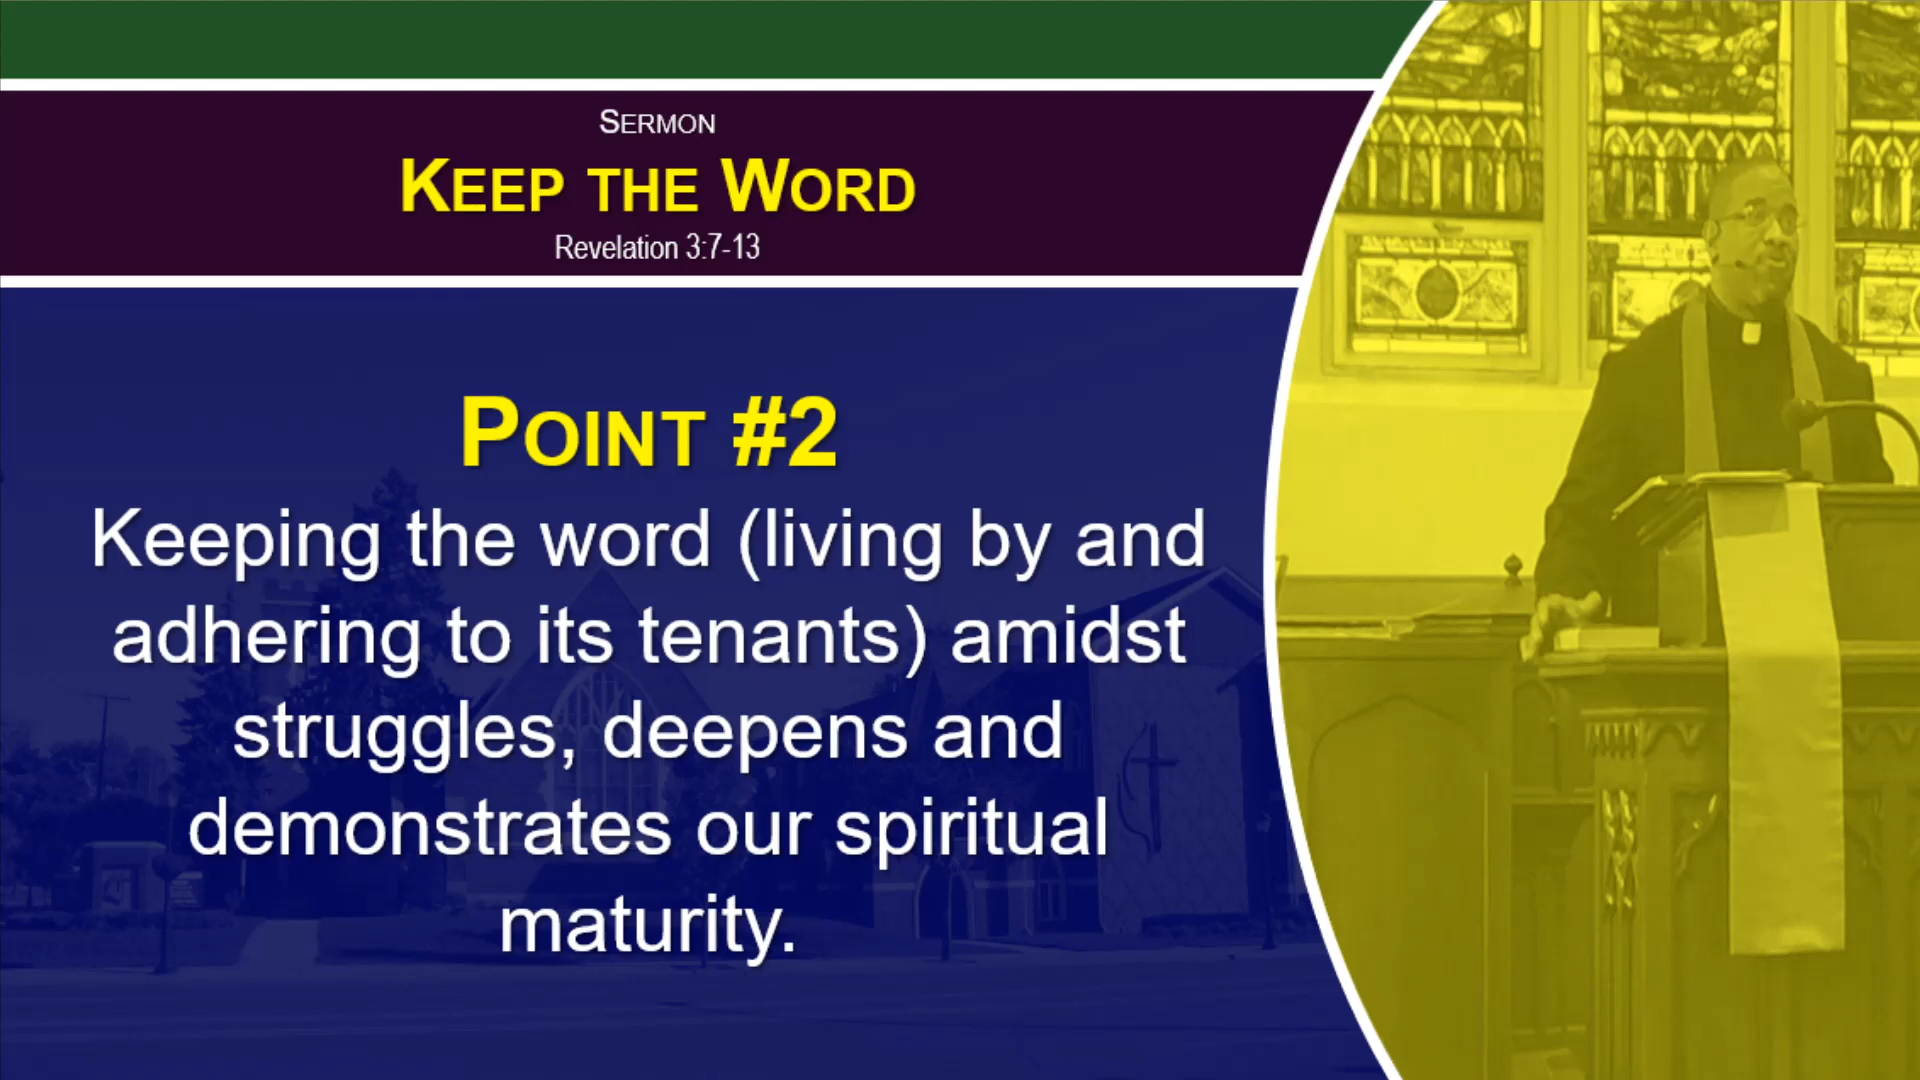 SERMON
KEEP THE WORD
Revelation 3:7-13
POINT #2
Keeping the word (living by and
adhering to its tenants) amidst
struggles, deepens and
demonstrates our spiritual
maturity.